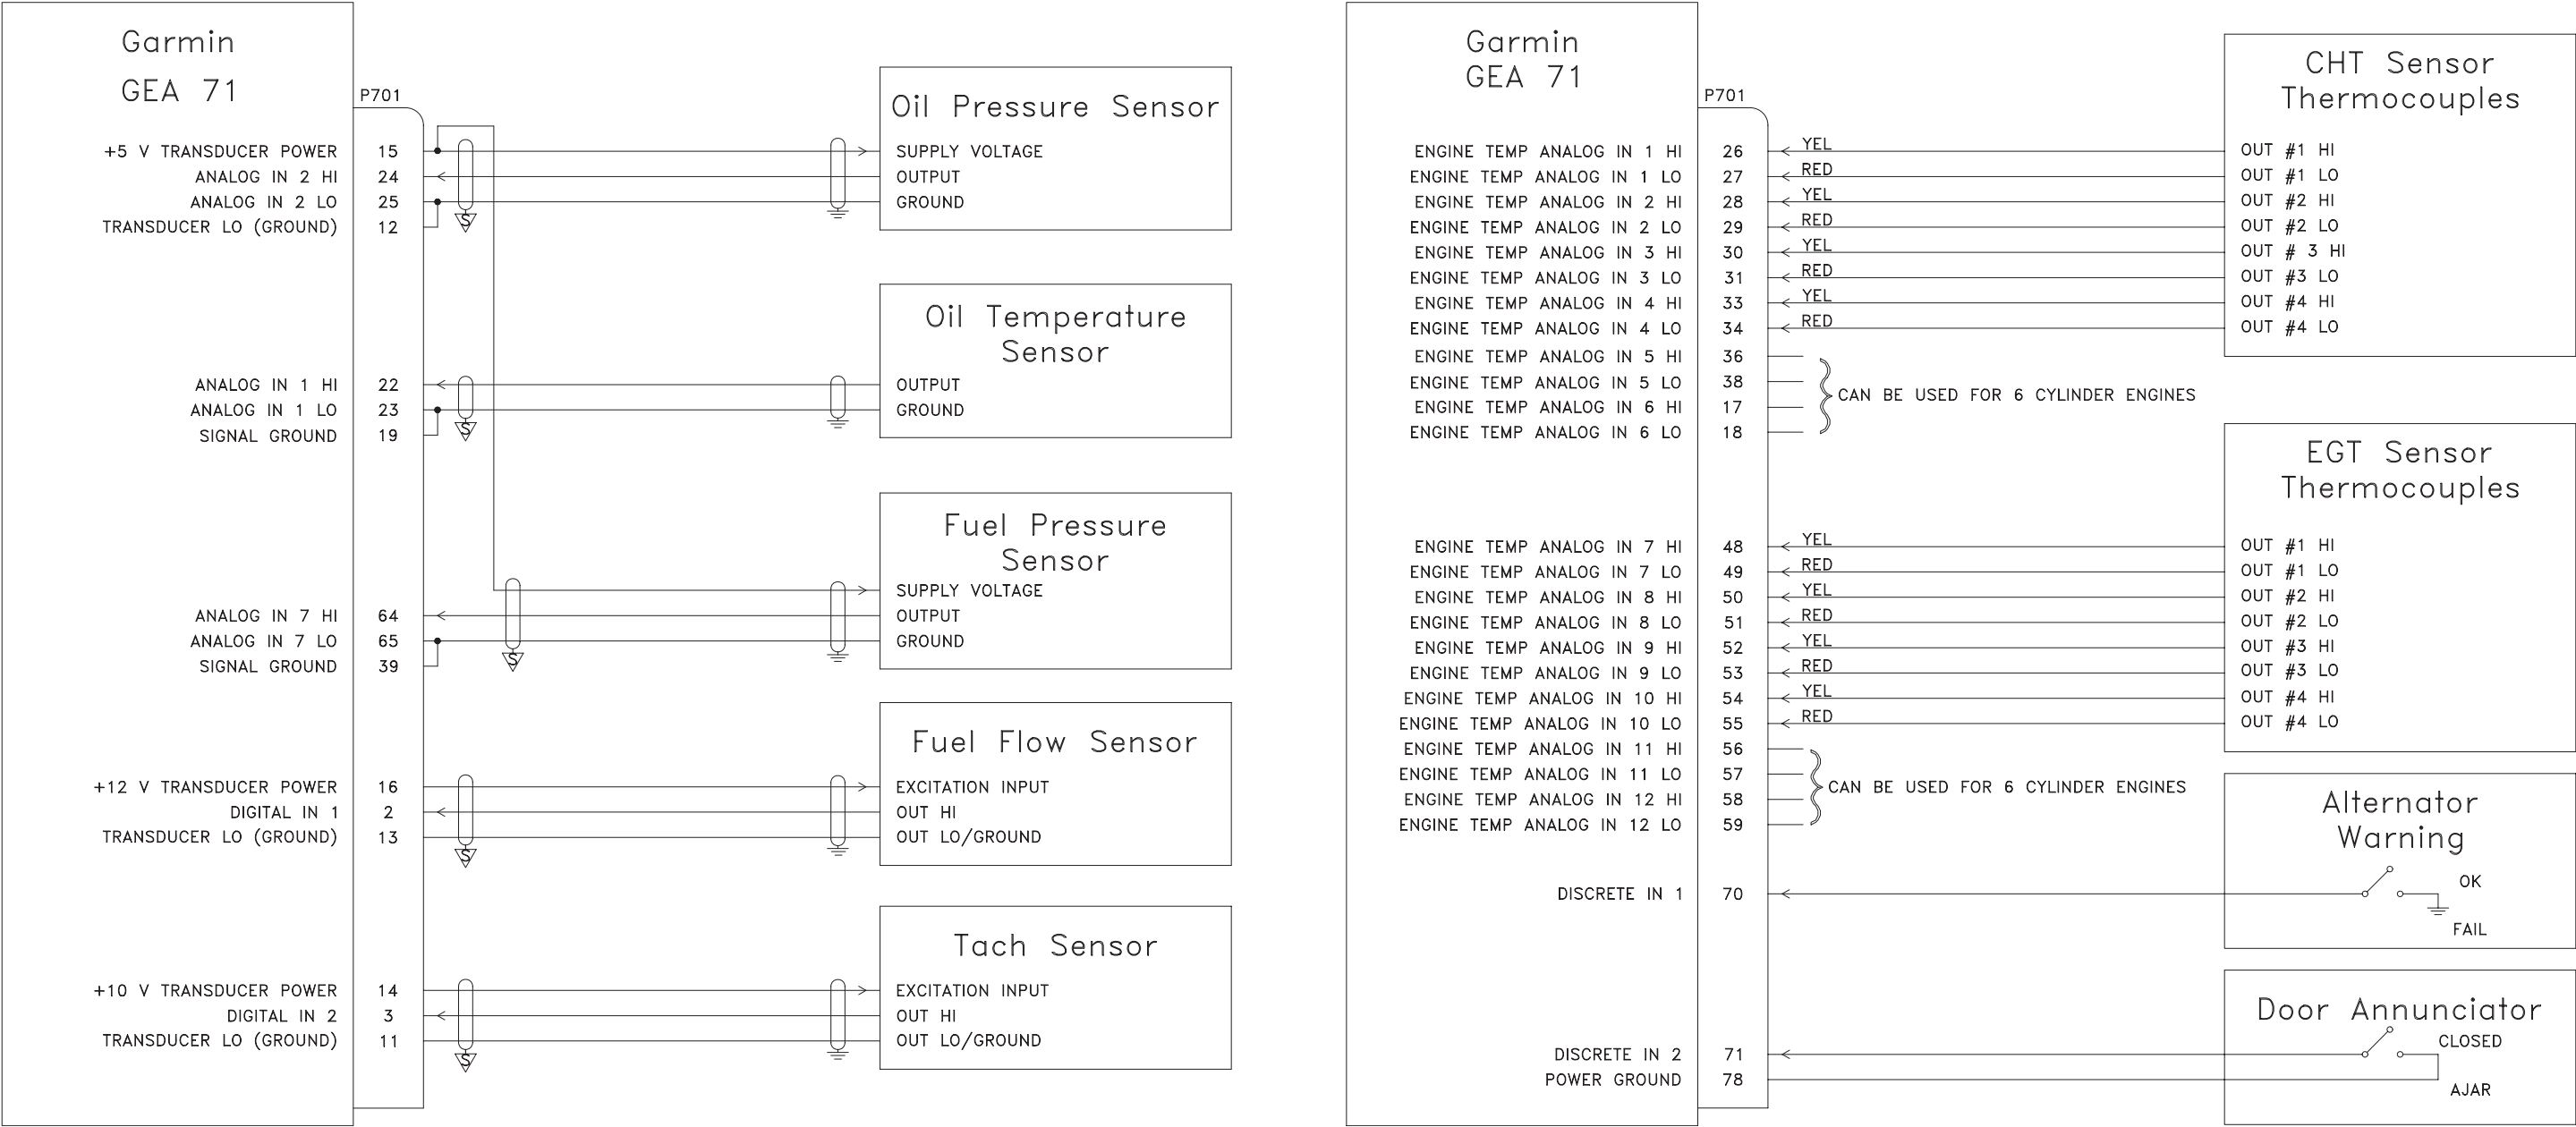 Garmin
GEA 71
P701
+5 V TRANSDUCER POWER 15
ANALOG IN 2 HI 24
ANALOG IN 2 LO 25
TRANSDUCER LO (GROUND) 12
S
Oil Pressure Sensor
SUPPLY VOLTAGE
OUTPUT
GROUND
ANALOG IN 1 HI 22
ANALOG IN 1 LO 23
SIGNAL GROUND 19
S
Oil Temperature
Sensor
OUTPUT
GROUND
ANALOG IN 7 HI 64
ANALOG IN 7 LO 65
SIGNAL GROUND 39
S
Fuel Pressure
Sensor
SUPPLY VOLTAGE
OUTPUT
GROUND
+12 V TRANSDUCER POWER 16
DIGITAL IN 1 2
TRANSDUCER LO (GROUND) 13
S
Fuel Flow Sensor
EXCITATION INPUT
OUT HI
OUT LO/GROUND
+10 V TRANSDUCER POWER 14
DIGITAL IN 2 3
TRANSDUCER LO (GROUND) 11
S
Tach Sensor
EXCITATION INPUT
OUT HI
OUT LO/GROUND
Garmin
GEA 71
P701
CHT Sensor
Thermocouples
ENGINE TEMP ANALOG IN 1 HI 26 YEL OUT #1 HI
ENGINE TEMP ANALOG IN 1 LO 27 RED OUT #1 LO
ENGINE TEMP ANALOG IN 2 HI 28 YEL OUT #2 HI
ENGINE TEMP ANALOG IN 2 LO 29 RED OUT #2 LO
ENGINE TEMP ANALOG IN 3 HI 30 YEL OUT # 3 HI
ENGINE TEMP ANALOG IN 3 LO 31 RED OUT #3 LO
ENGINE TEMP ANALOG IN 4 HI 33 YEL OUT #4 HI
ENGINE TEMP ANALOG IN 4 LO 34 RED OUT #4 LO
ENGINE TEMP ANALOG IN 5 HI 36
ENGINE TEMP ANALOG IN 5 LO 38
CAN BE USED FOR 6 CYLINDER ENGINES
ENGINE TEMP ANALOG IN 6 HI 17
ENGINE TEMP ANALOG IN 6 LO 18
EGT Sensor
Thermocouples
ENGINE TEMP ANALOG IN 7 HI 48 YEL OUT #1 HI
ENGINE TEMP ANALOG IN 7 LO 49 RED OUT #1 LO
ENGINE TEMP ANALOG IN 8 HI 50 YEL OUT #2 HI
ENGINE TEMP ANALOG IN 8 LO 51 RED OUT #2 LO
ENGINE TEMP ANALOG IN 9 HI 52 YEL OUT #3 HI
ENGINE TEMP ANALOG IN 9 LO 53 RED OUT #3 LO
ENGINE TEMP ANALOG IN 10 HI 54 YEL OUT #4 HI
ENGINE TEMP ANALOG IN 10 LO 55 RED OUT #4 LO
ENGINE TEMP ANALOG IN 11 HI 56
ENGINE TEMP ANALOG IN 11 LO 57
CAN BE USED FOR 6 CYLINDER ENGINES
ENGINE TEMP ANALOG IN 12 HI 58
ENGINE TEMP ANALOG IN 12 LO 59
Alternator
Warning
OK
DISCRETE IN 1 70
FAIL
Door Annunciator
CLOSED
DISCRETE IN 2 71
POWER GROUND 78
AJAR